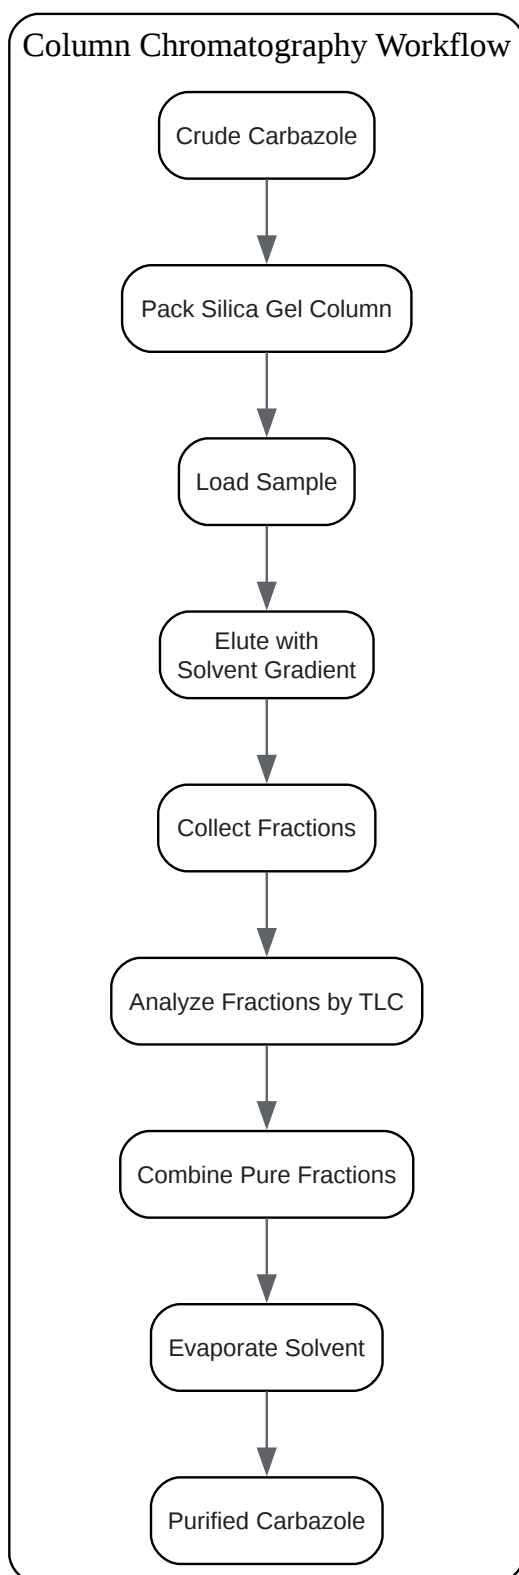 Column Chromatography Workflow
Crude Carbazole
Pack Silica Gel Column
Load Sample
Elute with
Solvent Gradient
Collect Fractions
Analyze Fractions by TLC
Combine Pure Fractions
Evaporate Solvent
Purified Carbazole